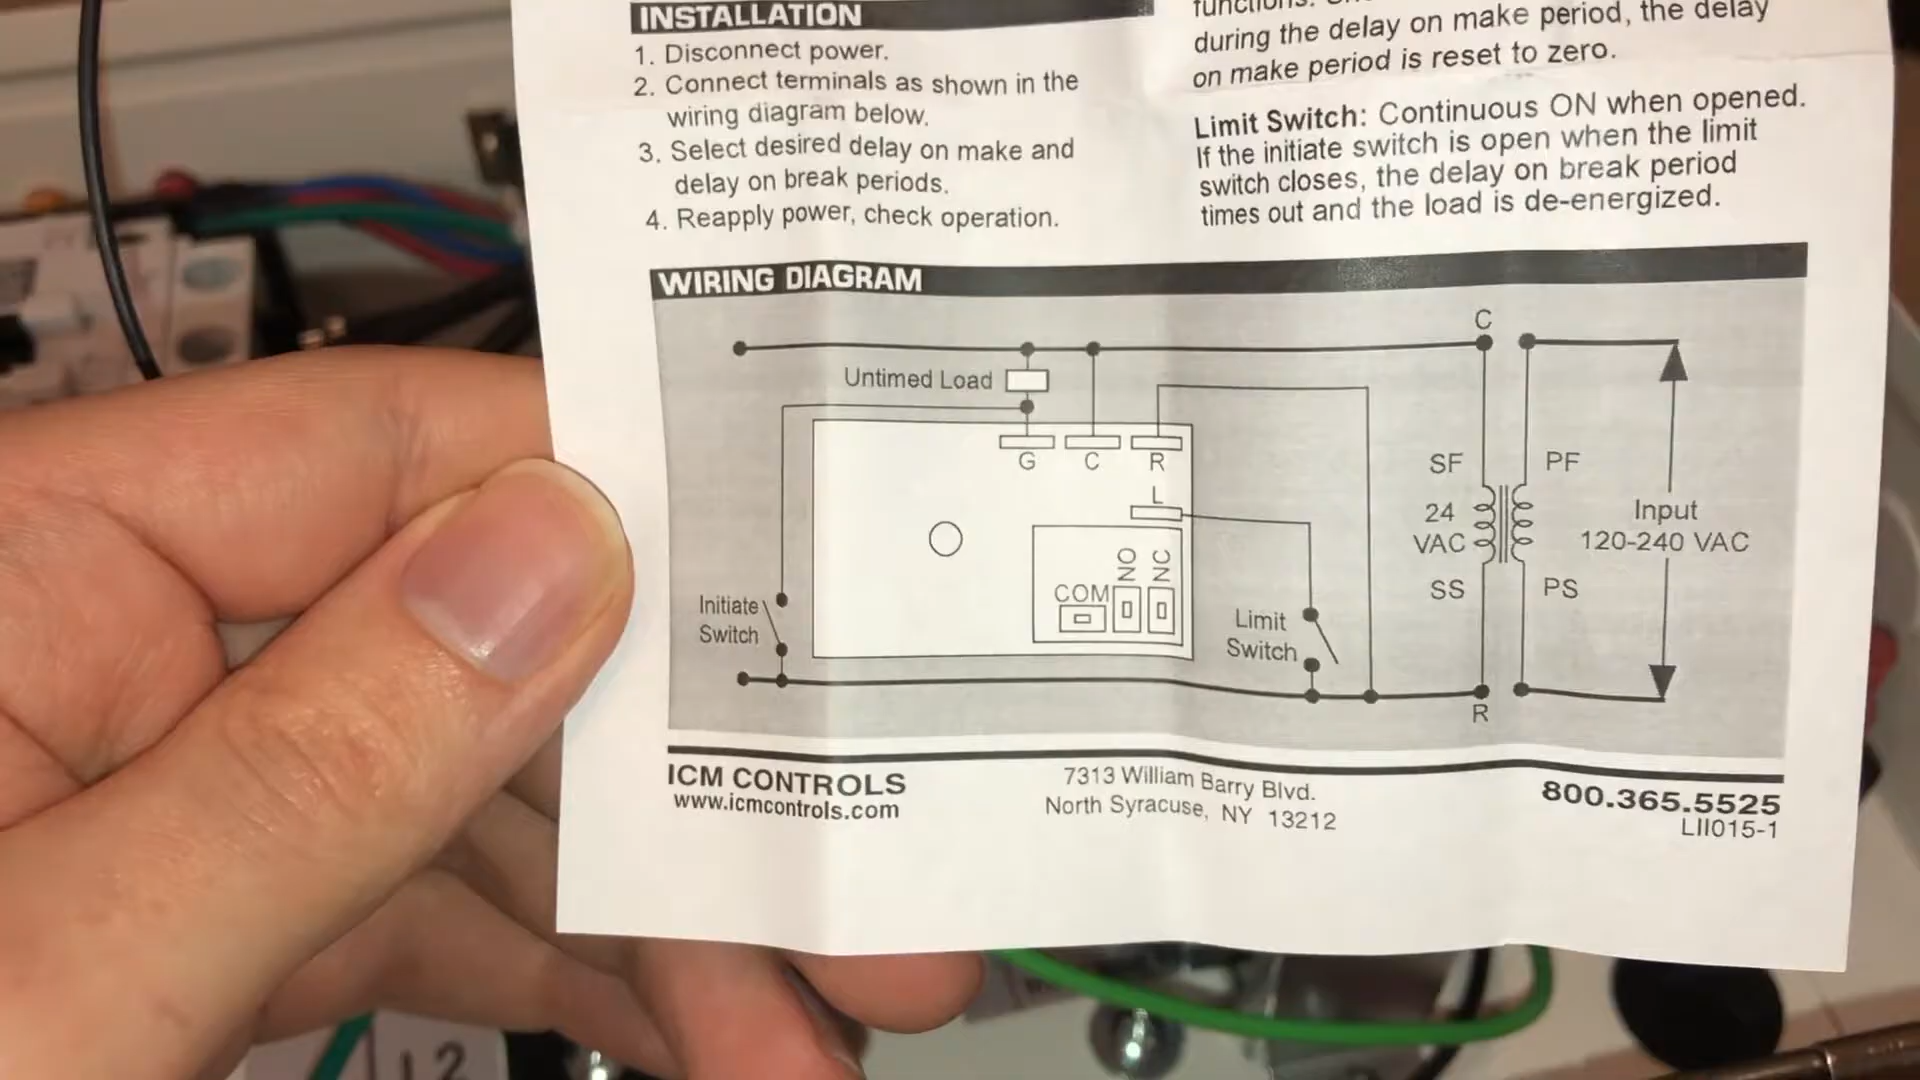 INSTALLATION
1. Disconnect power.
2. Connect terminals as shown in the
wiring diagram below.
3. Select desired delay on make and
delay on break periods.
4. Reapply power, check operation.
functions.
during the delay on make period, the delay
on make period is reset to zero.
Limit Switch: Continuous ON when opened.
If the initiate switch is open when the limit
switch closes, the delay on break period
times out and the load is de-energized.
WIRING DIAGRAM
C
Untimed Load
G C R
L
SF PF
24
VAC
Input
120-240 VAC
SS PS
NO NC
COM
Initiate
Switch
Limit
Switch
R
ICM CONTROLS
www.icmcontrols.com
7313 William Barry Blvd.
North Syracuse, NY 13212
800.365.5525
LII015-1
L2